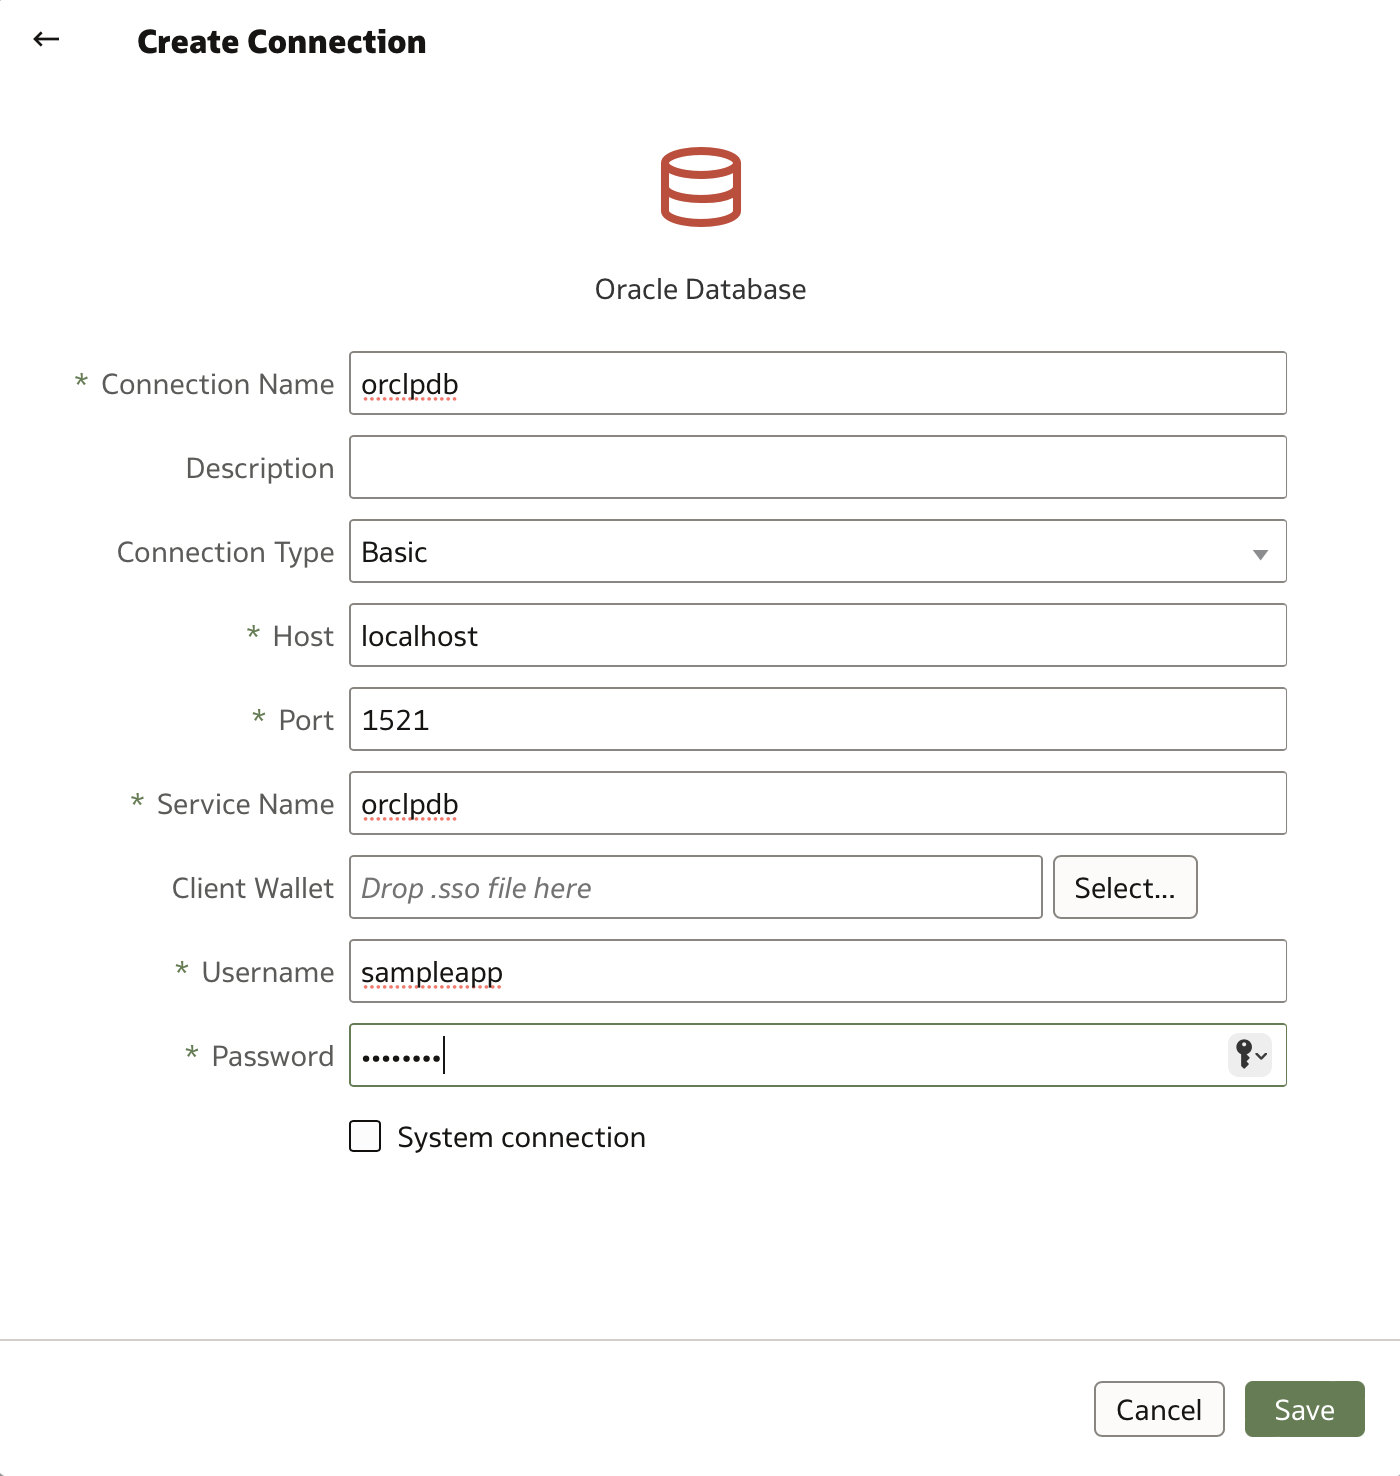 Create Connection
Oracle Database
* Connection Name orclpdb
Description
Connection Type Basic
* Host localhost
* Port 1521
* Service Name orclpdb
Client Wallet Drop .sso file here Select...
* Username sampleapp
* Password ••••••••
System connection
Cancel Save